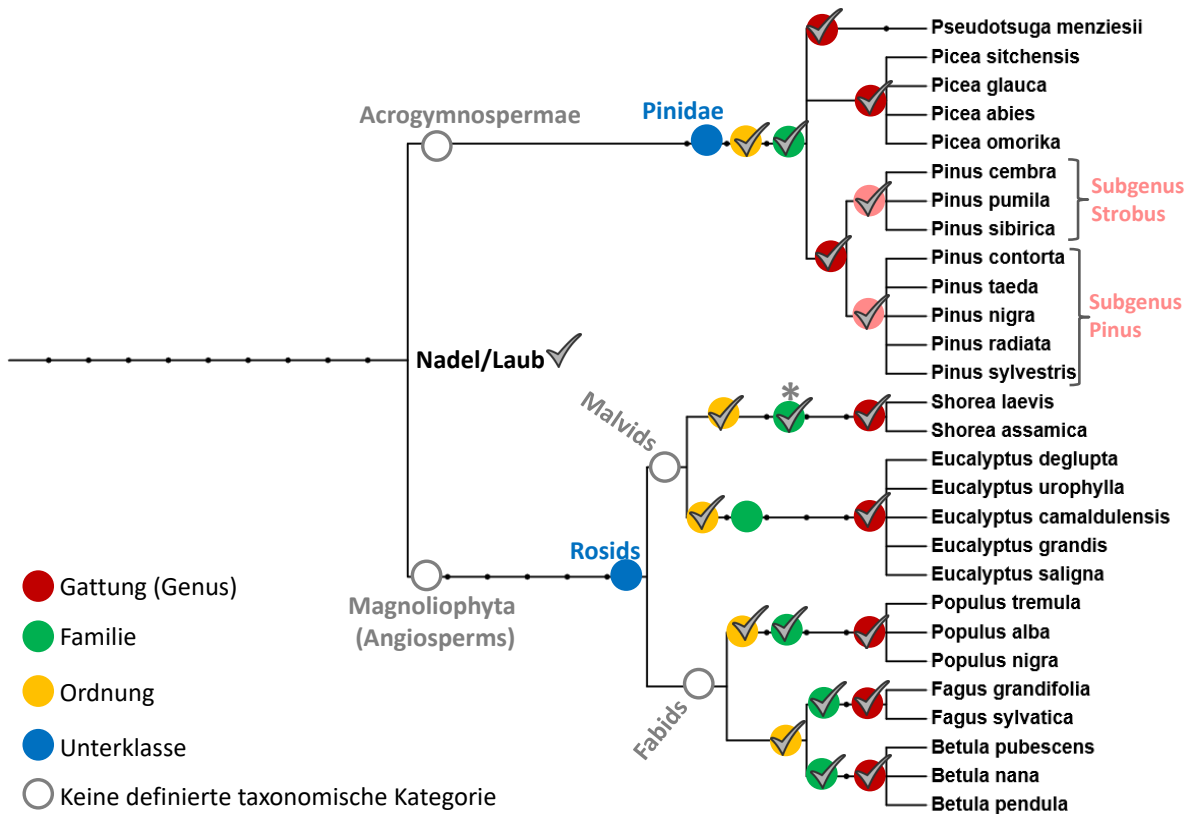 Pseudotsuga menziesii
Picea sitchensis
Picea glauca
Picea abies
Picea omorika
Pinus cembra
Pinus pumila
Pinus sibirica
Pinus contorta
Pinus taeda
Pinus nigra
Pinus radiata
Pinus sylvestris
Shorea laevis
Shorea assamica
Eucalyptus deglupta
Eucalyptus urophylla
Eucalyptus camaldulensis
Eucalyptus grandis
Eucalyptus saligna
Populus tremula
Populus alba
Populus nigra
Fagus grandifolia
Fagus sylvatica
Betula pubescens
Betula nana
Betula pendula
Subgenus
Strobus
Subgenus
Pinus
Acrogymnospermae
Pinidae
Nadel/Laub
*
Malvids
Rosids
Magnoliophyta
(Angiosperms)
Fabids
Gattung (Genus)
Familie
Ordnung
Unterklasse
Keine definierte taxonomische Kategorie